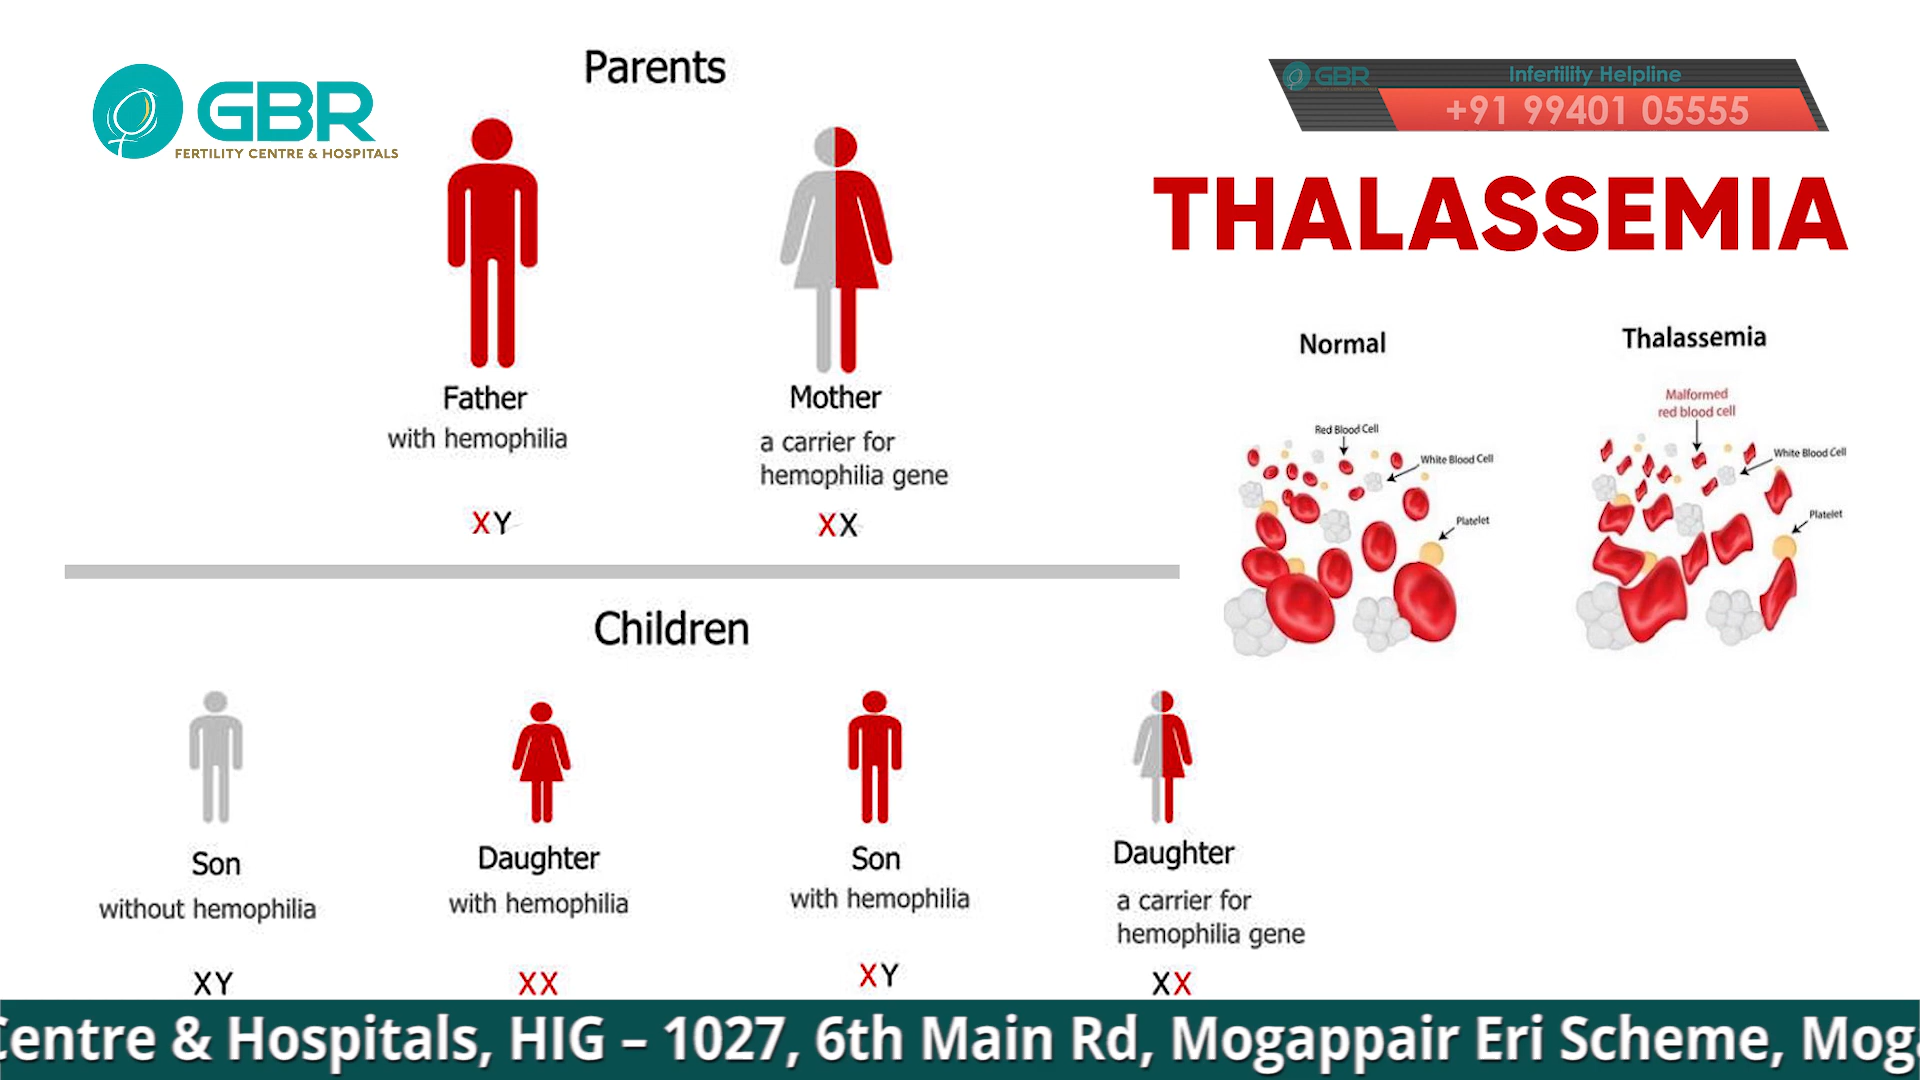 GBR
FERTILITY CENTRE & HOSPITALS
Parents
Father
with hemophilia
XY
Mother
a carrier for
hemophilia gene
XX
Children
Son
without hemophilia
XY
Daughter
with hemophilia
XX
Son
with hemophilia
XY
Daughter
a carrier for
hemophilia gene
XX
GBR
Infertility Helpline
+91 99401 05555
THALASSEMIA
Normal
Red Blood Cell
White Blood Cell
Platelet
Thalassemia
Malformed
red blood cell
White Blood Cell
Platelet
Centre & Hospitals, HIG – 1027, 6th Main Rd, Mogappair Eri Scheme,